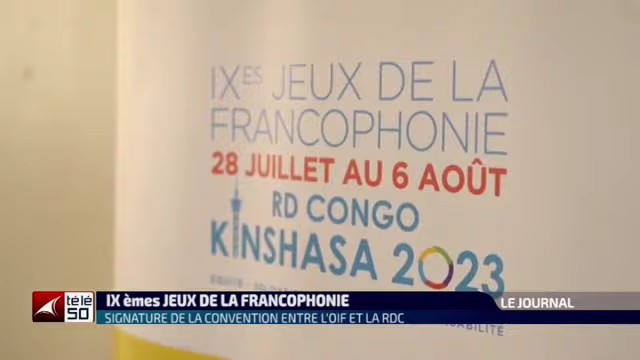 IXES JEUX DE LA
FRANCOPHONIE
28 JUILLET AU 6 AOÛT
RD CONGO
KINSHASA 2023
télé 50
IX èmes JEUX DE LA FRANCOPHONIE
LE JOURNAL
SIGNATURE DE LA CONVENTION ENTRE L'OIF ET LA RDC